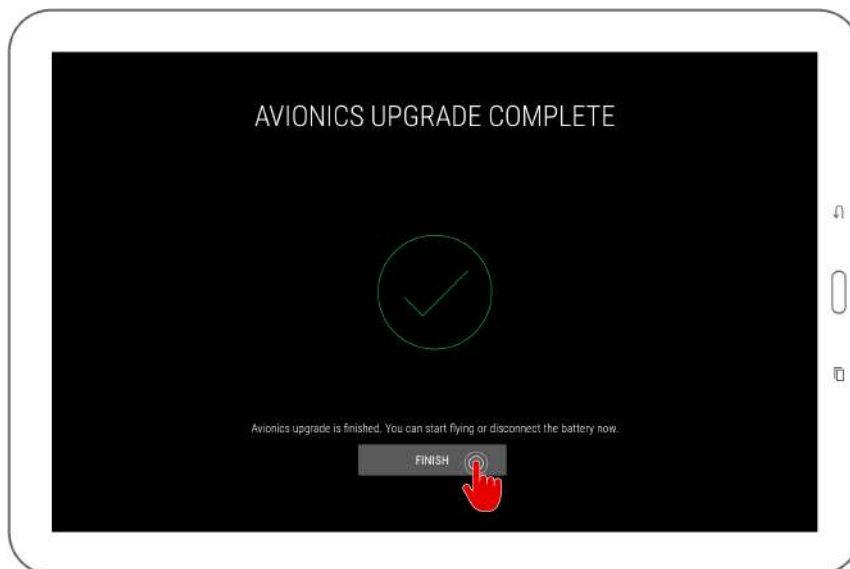 AVIONICS UPGRADE COMPLETE
Avionics upgrade is finished. You can start flying or disconnect the battery now.
FINISH